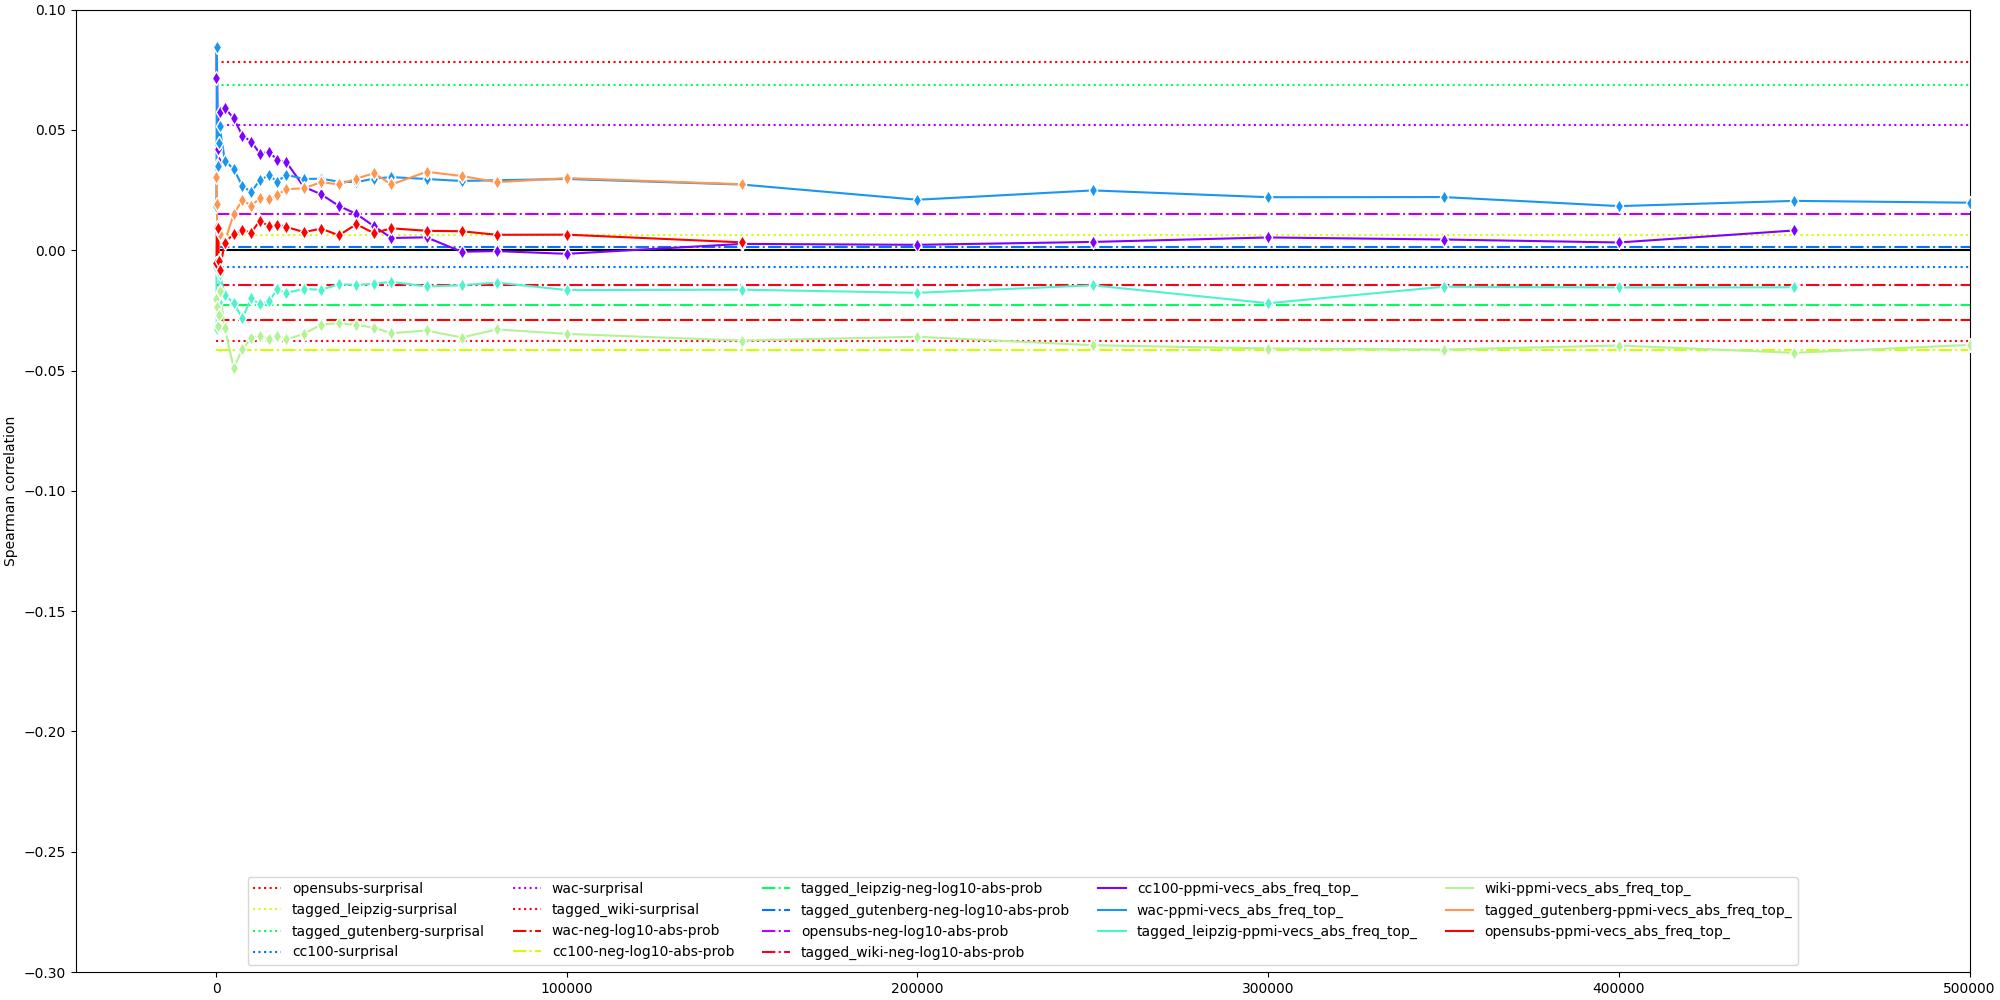 0.10
0.05
0.00
−0.05
−0.10
−0.15
−0.20
−0.25
−0.30
Spearman correlation
opensubs-surprisal
tagged_leipzig-surprisal
tagged_gutenberg-surprisal
cc100-surprisal
wac-surprisal
tagged_wiki-surprisal
wac-neg-log10-abs-prob
cc100-neg-log10-abs-prob
tagged_leipzig-neg-log10-abs-prob
tagged_gutenberg-neg-log10-abs-prob
opensubs-neg-log10-abs-prob
tagged_wiki-neg-log10-abs-prob
cc100-ppmi-vecs_abs_freq_top_
wac-ppmi-vecs_abs_freq_top_
tagged_leipzig-ppmi-vecs_abs_freq_top_
wiki-ppmi-vecs_abs_freq_top_
tagged_gutenberg-ppmi-vecs_abs_freq_top_
opensubs-ppmi-vecs_abs_freq_top_
0 100000 200000 300000 400000 500000